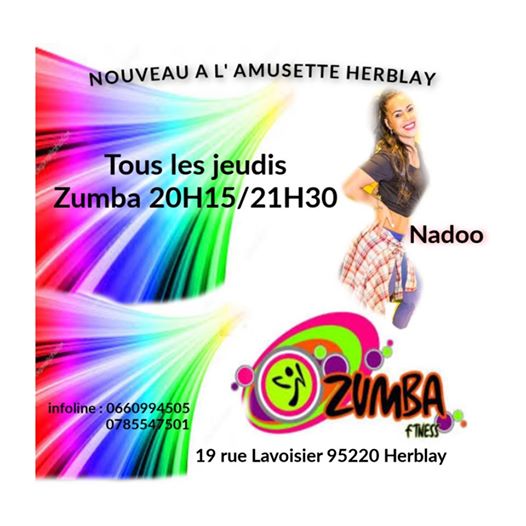 NOUVEAU A L' AMUSETTE HERBLAY
Tous les jeudis
Zumba 20H15/21H30
Nadoo
ZUMBA
FITNESS
infoline : 0660994505
0785547501
19 rue Lavoisier 95220 Herblay